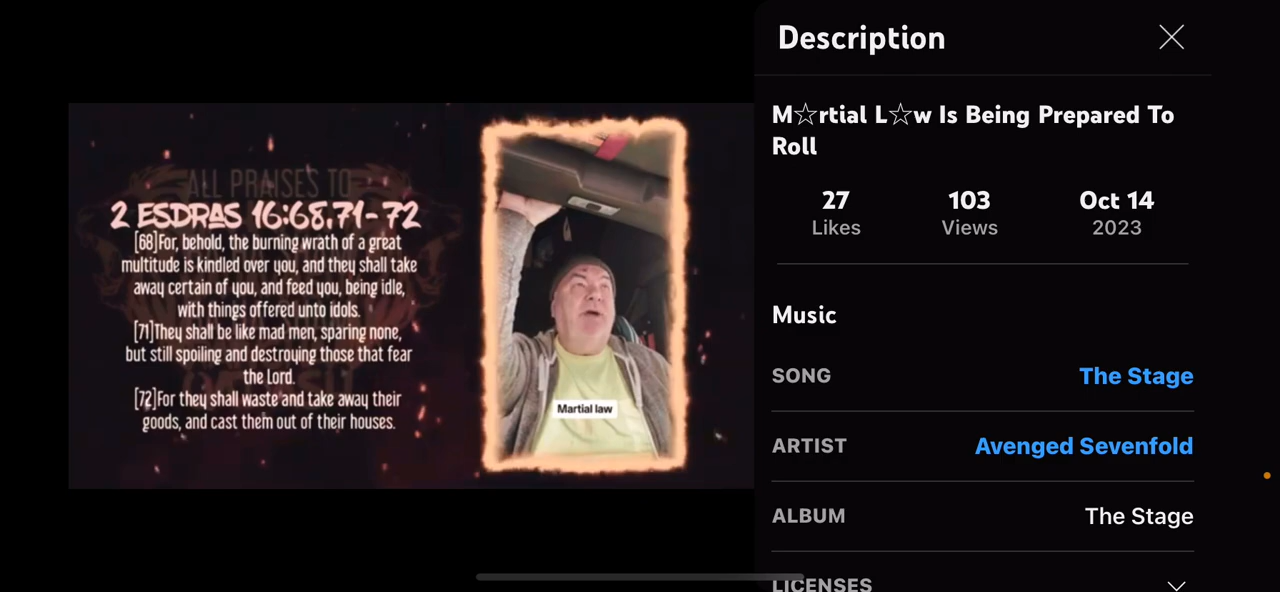 ALL PRAISES TO
2 ESDRAS 16:68,71-72
[68]For, behold, the burning wrath of a great
multitude is kindled over you, and they shall take
away certain of you, and feed you, being idle,
with things offered unto idols.
[71]They shall be like mad men, sparing none,
but still spoiling and destroying those that fear
the Lord.
[72]For they shall waste and take away their
goods, and cast them out of their houses.
Martial law
Description
M☆rtial L☆w Is Being Prepared To
Roll
27 103 Oct 14
Likes Views 2023
Music
SONG The Stage
ARTIST Avenged Sevenfold
ALBUM The Stage
LICENSES